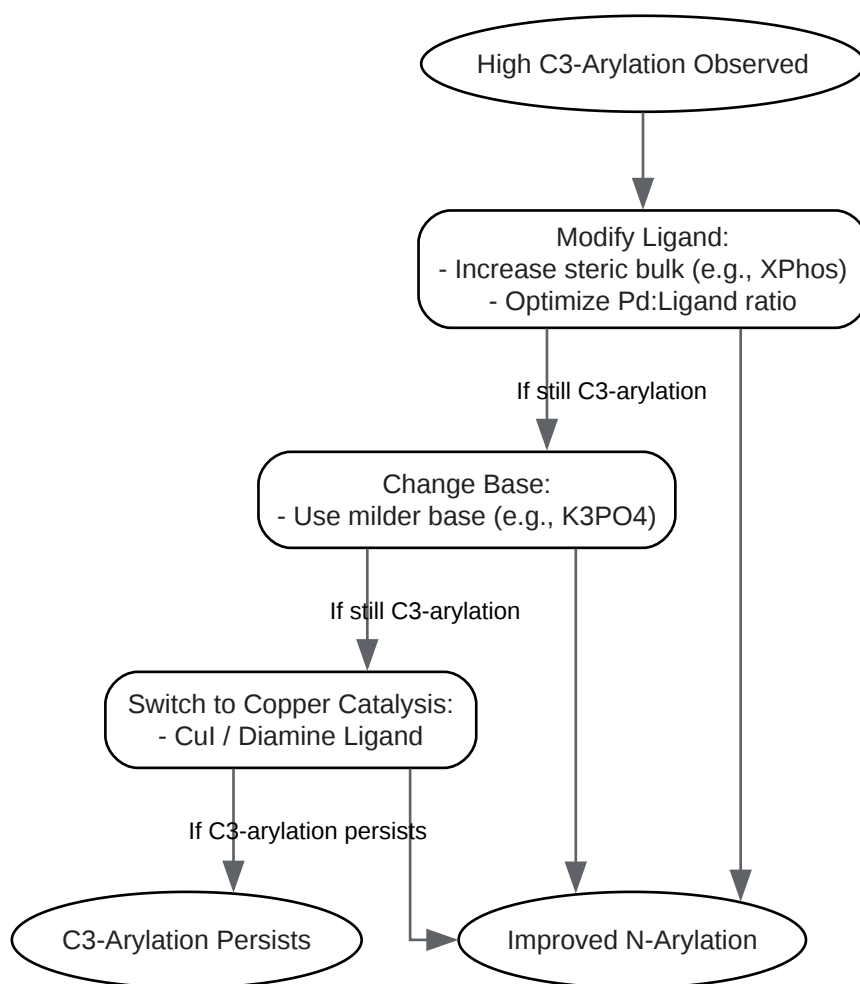 High C3-Arylation Observed
Modify Ligand:
- Increase steric bulk (e.g., XPhos)
- Optimize Pd:Ligand ratio
If still C3-arylation
Change Base:
- Use milder base (e.g., K3PO4)
If still C3-arylation
Switch to Copper Catalysis:
- CuI / Diamine Ligand
If C3-arylation persists
C3-Arylation Persists
Improved N-Arylation